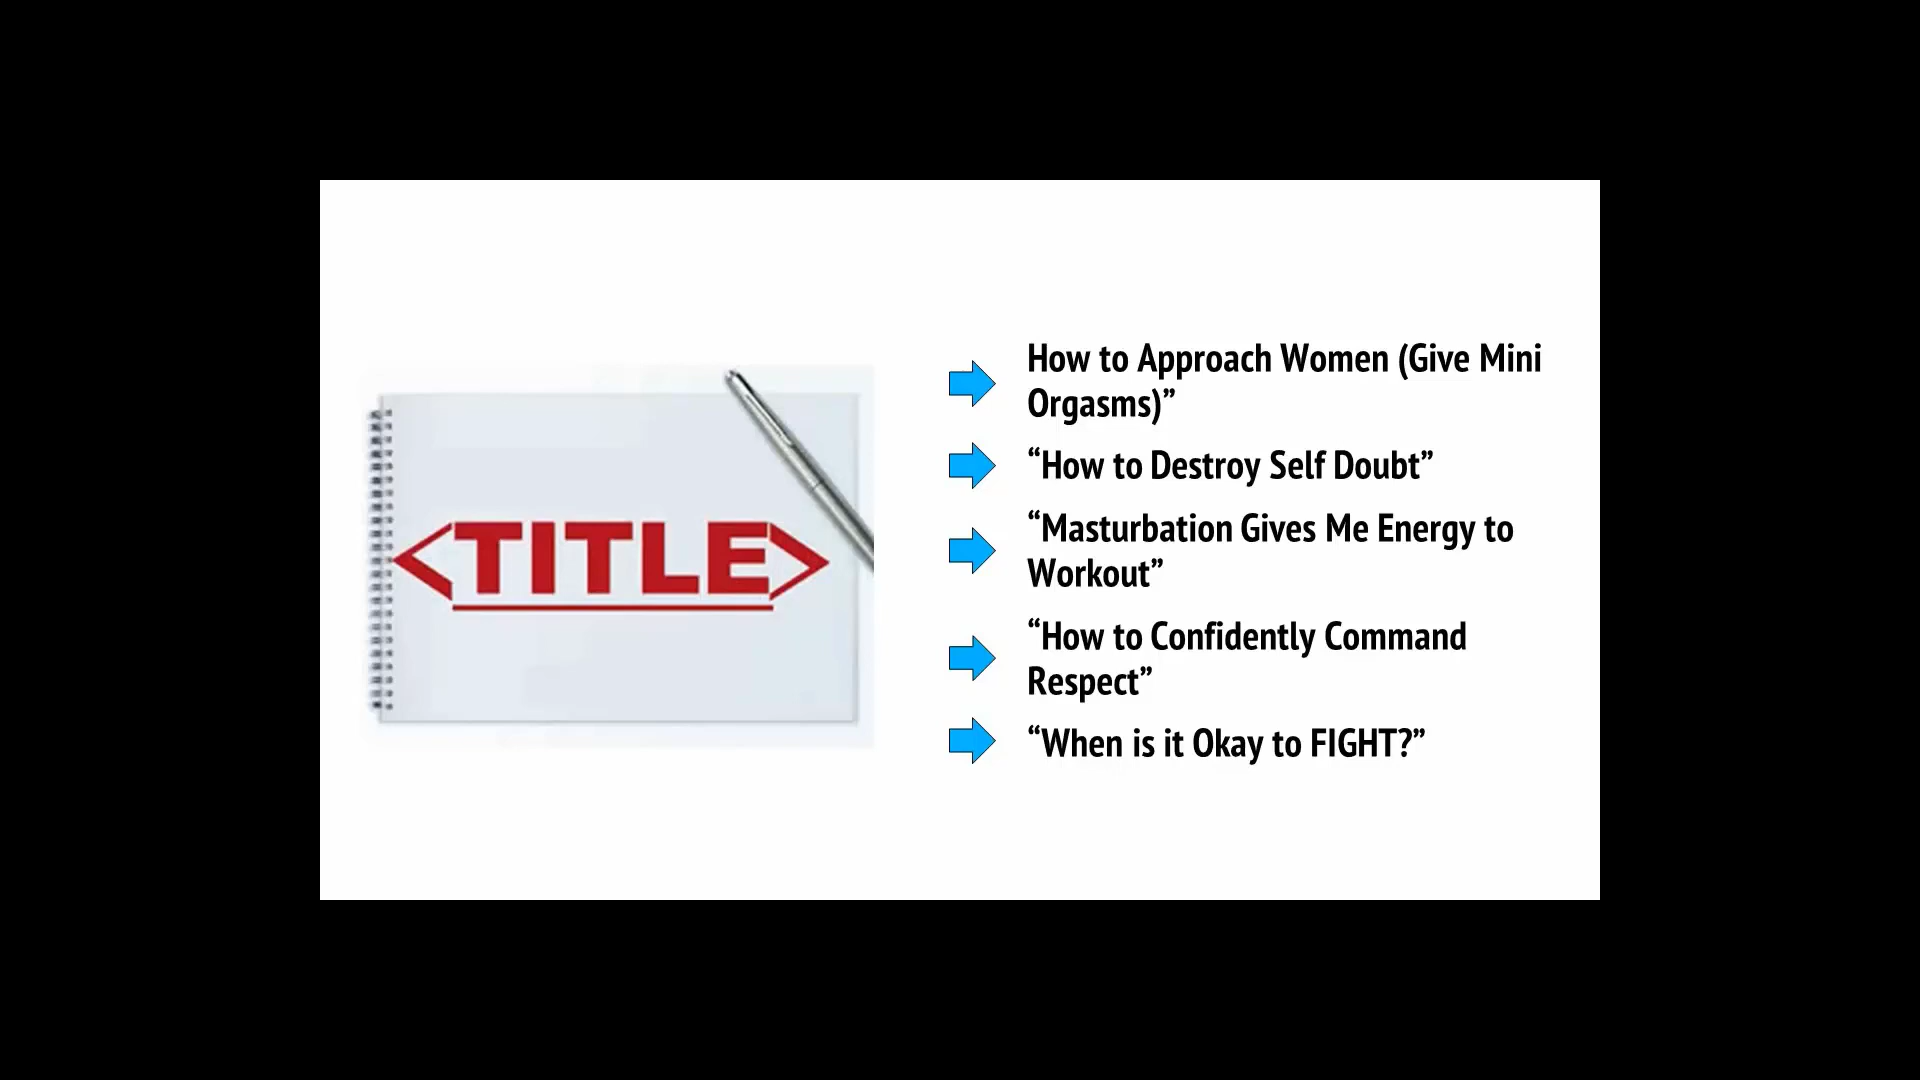 <TITLE>
How to Approach Women (Give Mini
Orgasms)”
“How to Destroy Self Doubt”
“Masturbation Gives Me Energy to
Workout”
“How to Confidently Command
Respect”
“When is it Okay to FIGHT?”